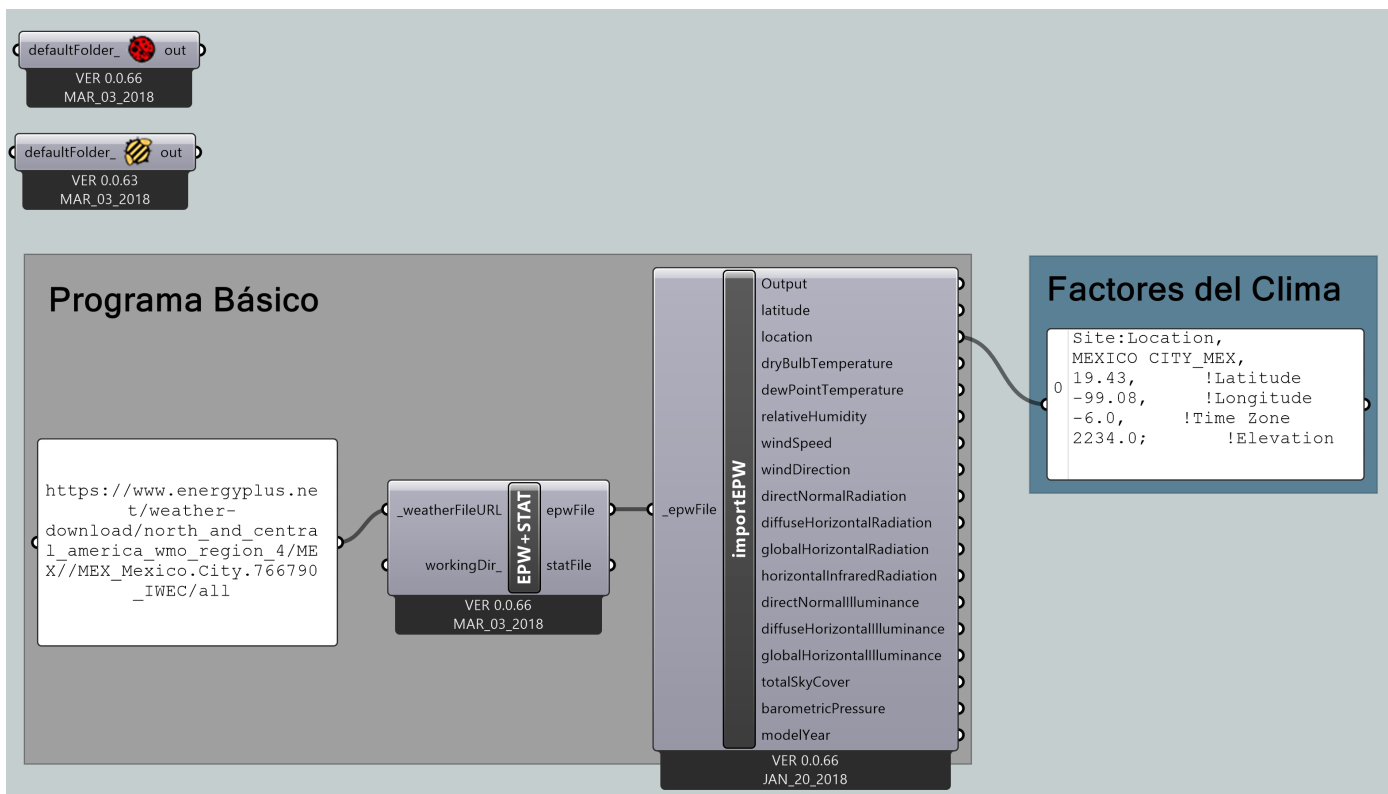 defaultFolder_ out
VER 0.0.66
MAR_03_2018
defaultFolder_ out
VER 0.0.63
MAR_03_2018
Programa Básico
https://www.energyplus.ne
t/weather-
download/north_and_centra
l_america_wmo_region_4/ME
X//MEX_Mexico.City.766790
_IWEC/all
_weatherFileURL
workingDir_
EPW+STAT
epwFile
statFile
VER 0.0.66
MAR_03_2018
_epwFile
importEPW
Output
latitude
location
dryBulbTemperature
dewPointTemperature
relativeHumidity
windSpeed
windDirection
directNormalRadiation
diffuseHorizontalRadiation
globalHorizontalRadiation
horizontalInfraredRadiation
directNormalIlluminance
diffuseHorizontalIlluminance
globalHorizontalIlluminance
totalSkyCover
barometricPressure
modelYear
VER 0.0.66
JAN_20_2018
Factores del Clima
0
Site:Location,
MEXICO CITY_MEX,
19.43, !Latitude
-99.08, !Longitude
-6.0, !Time Zone
2234.0; !Elevation